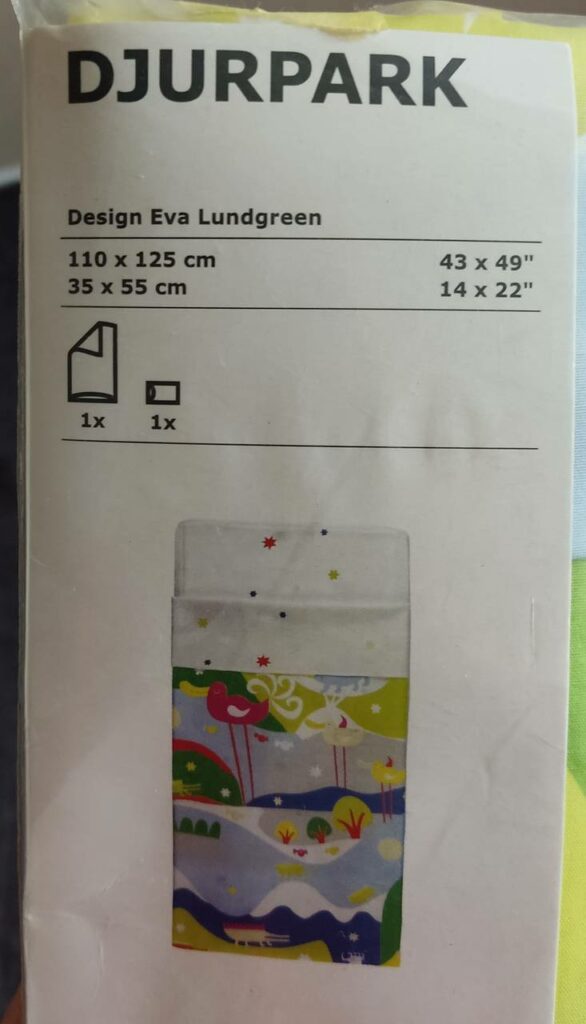 DJURPARK
Design Eva Lundgreen
110 x 125 cm 43 x 49"
35 x 55 cm 14 x 22"
1x 1x